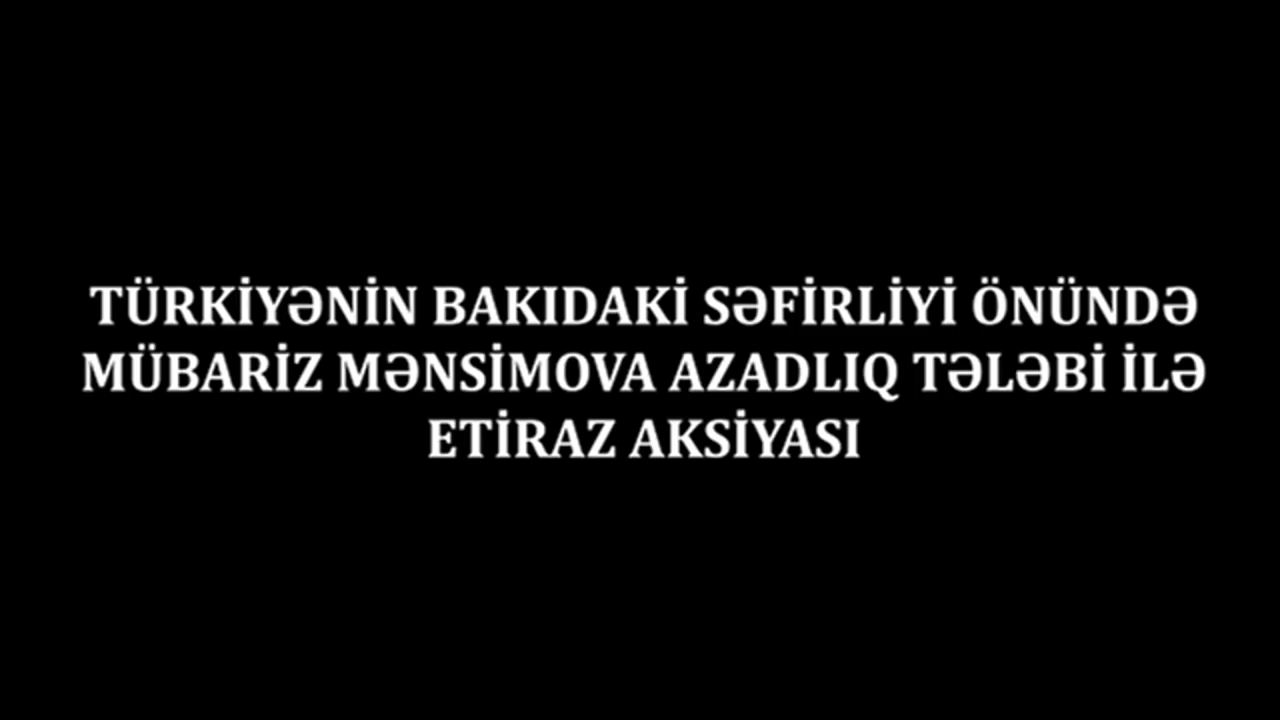 TÜRKİYƏNİN BAKIDAKİ SƏFİRLİYİ ÖNÜNDƏ
MÜBARİZ MƏNSİMOVA AZADLIQ TƏLƏBİ İLƏ
ETİRAZ AKSİYASI